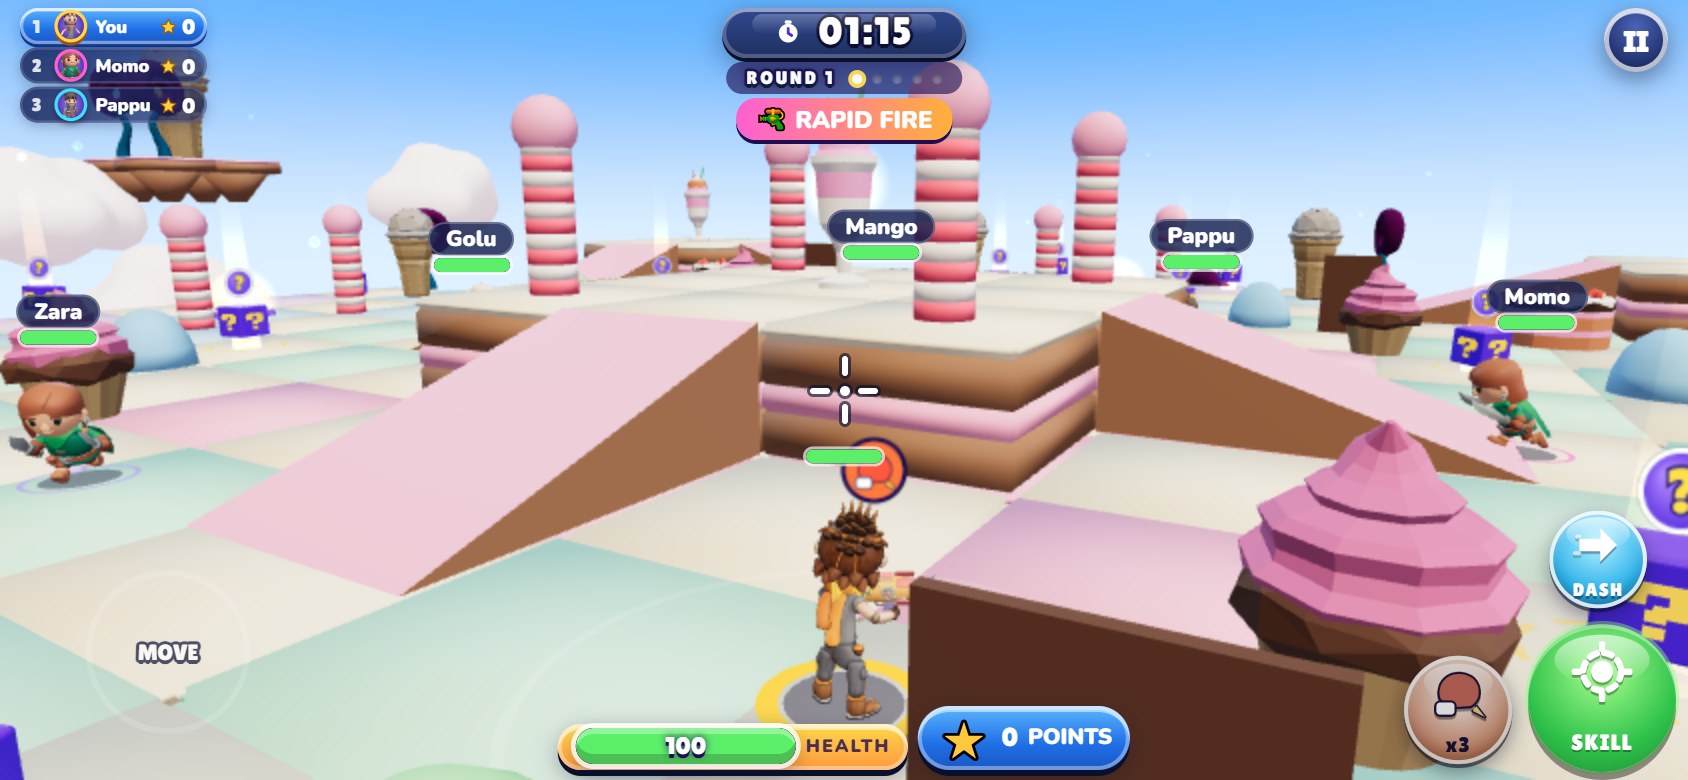 1 You 0
2 Momo 0
3 Pappu 0
01:15
ROUND 1
RAPID FIRE
Golu
Mango
Pappu
Zara
Momo
? ?
? ?
?
MOVE
DASH
x3
SKILL
100 HEALTH
0 POINTS